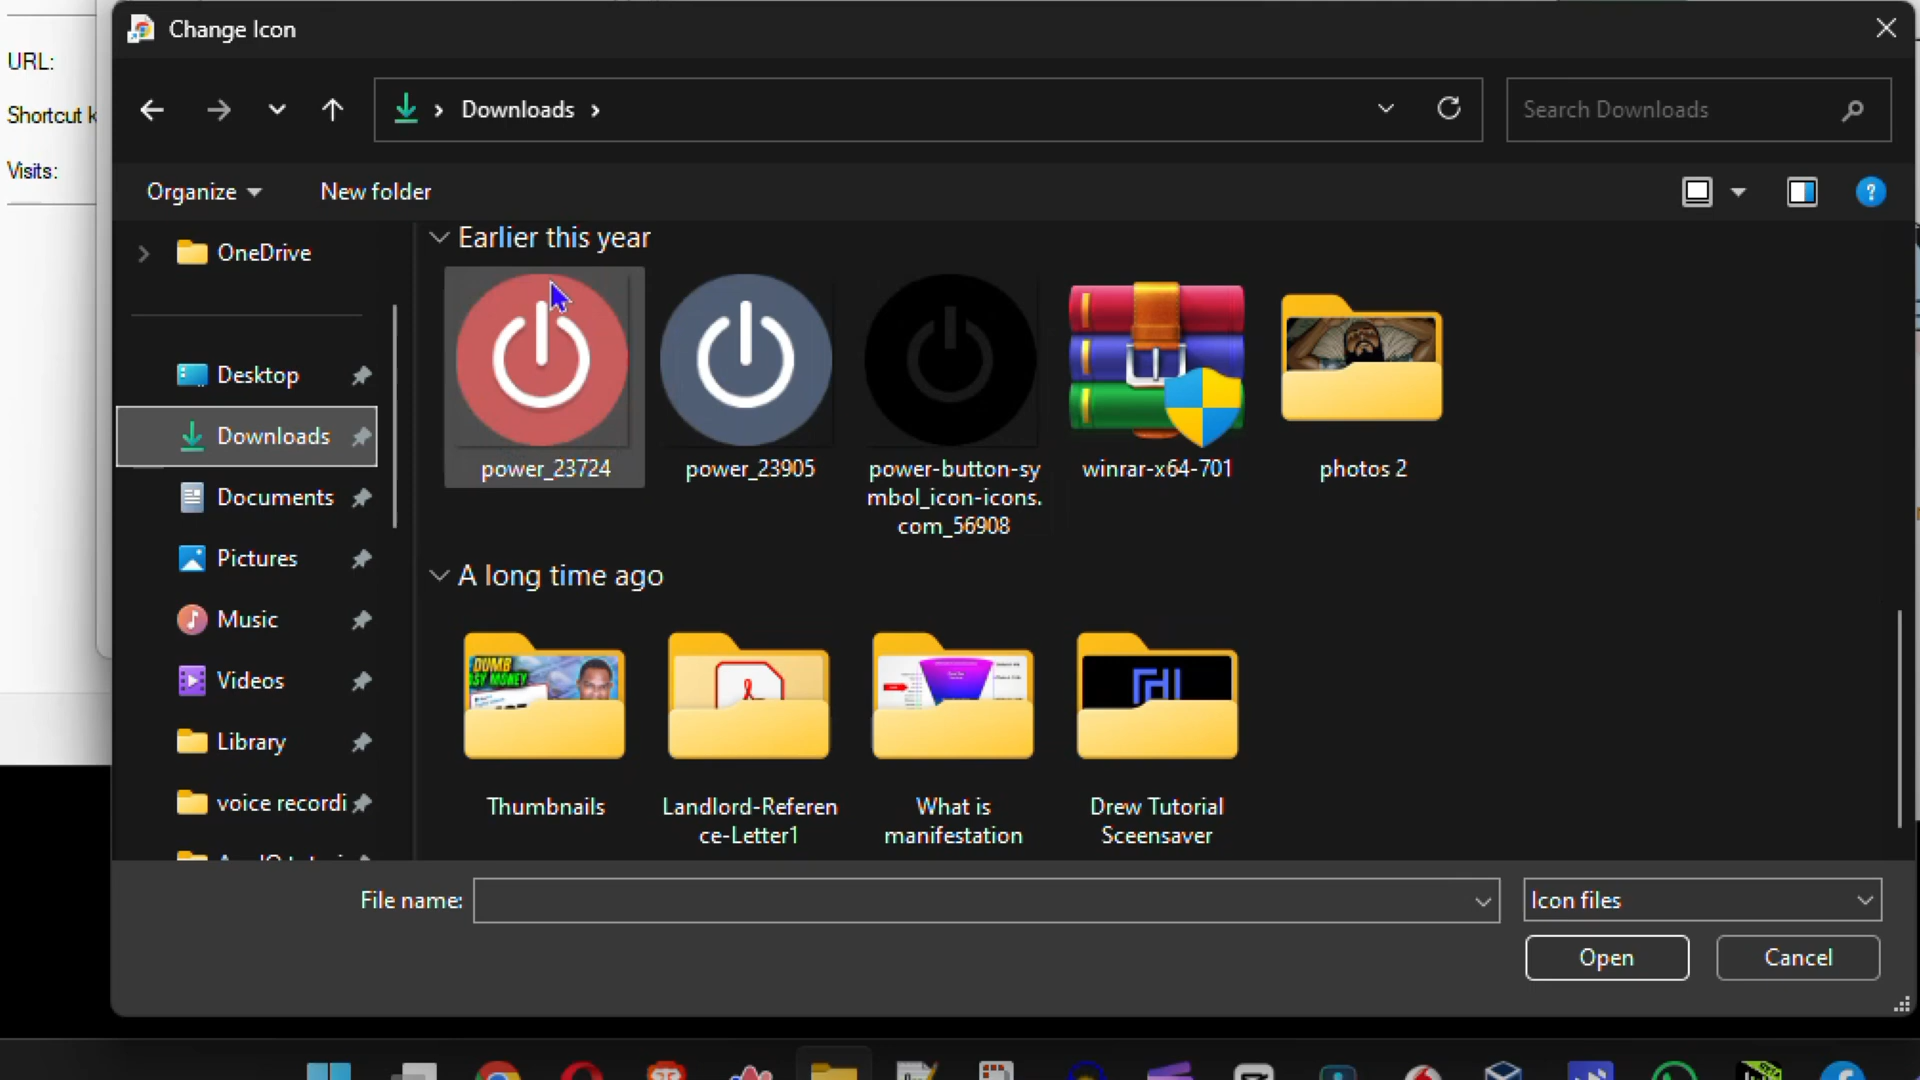 Change Icon
URL:
Shortcut k
Visits:
Downloads
Search Downloads
Organize
New folder
OneDrive
Desktop
Downloads
Documents
Pictures
Music
Videos
Library
voice recordi
Earlier this year
power_23724
power_23905
power-button-sy
mbol_icon-icons.
com_56908
winrar-x64-701
photos 2
A long time ago
DUMB
SY MONEY
Thumbnails
Landlord-Referen
ce-Letter1
What is
manifestation
Drew Tutorial
Sceensaver
File name:
Icon files
Open
Cancel